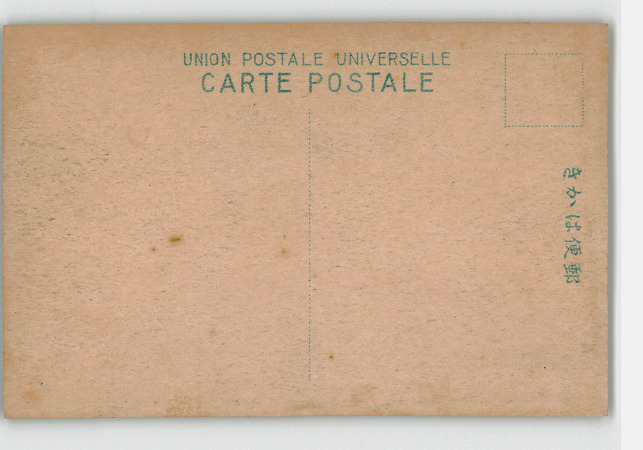 UNION POSTALE UNIVERSELLE
CARTE POSTALE
きかは便郵